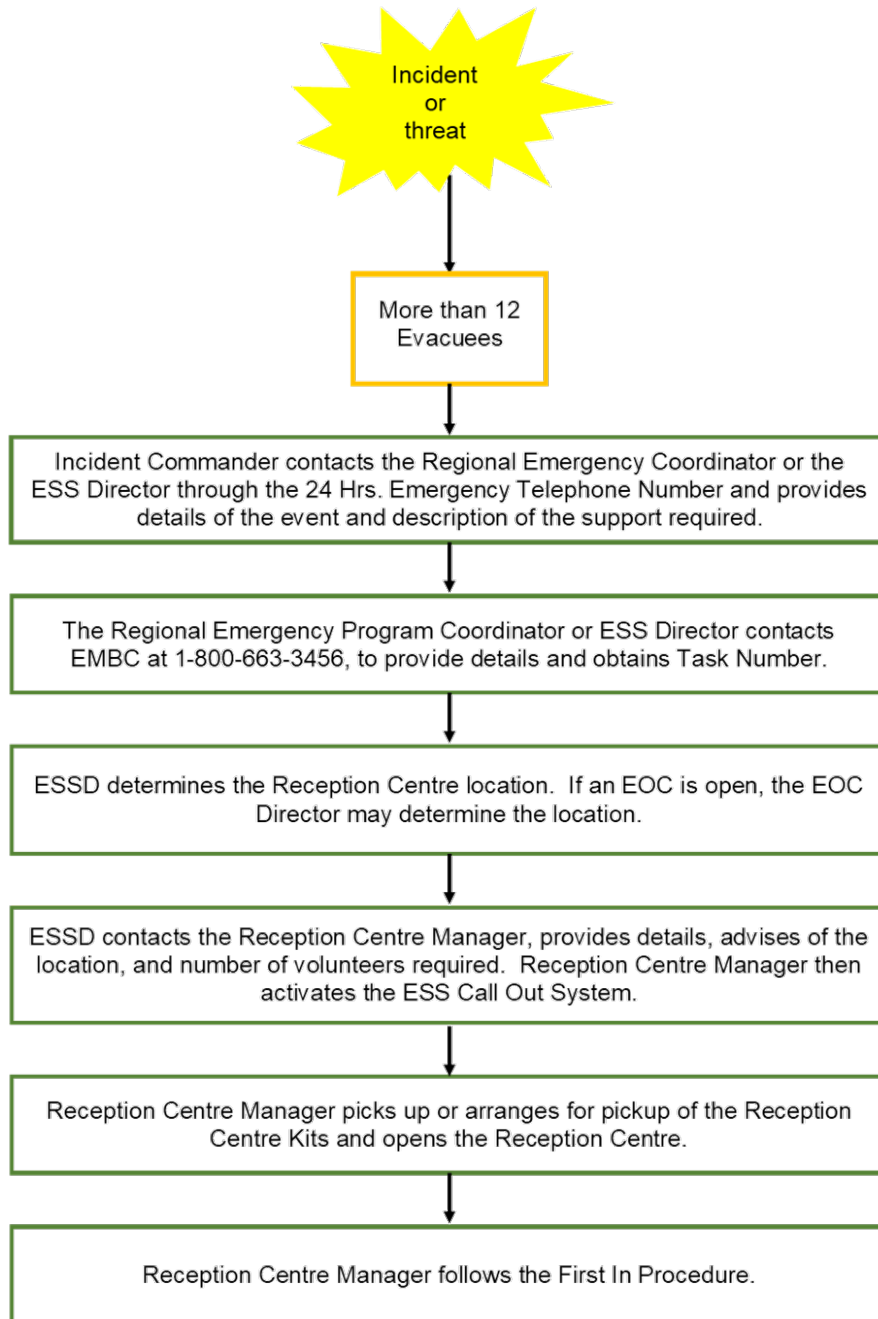 Incident
or
threat
More than 12
Evacuees
Incident Commander contacts the Regional Emergency Coordinator or the
ESS Director through the 24 Hrs. Emergency Telephone Number and provides
details of the event and description of the support required.
The Regional Emergency Program Coordinator or ESS Director contacts
EMBC at 1-800-663-3456, to provide details and obtains Task Number.
ESSD determines the Reception Centre location.  If an EOC is open, the EOC
Director may determine the location.
ESSD contacts the Reception Centre Manager, provides details, advises of the
location, and number of volunteers required.  Reception Centre Manager then
activates the ESS Call Out System.
Reception Centre Manager picks up or arranges for pickup of the Reception
Centre Kits and opens the Reception Centre.
Reception Centre Manager follows the First In Procedure.